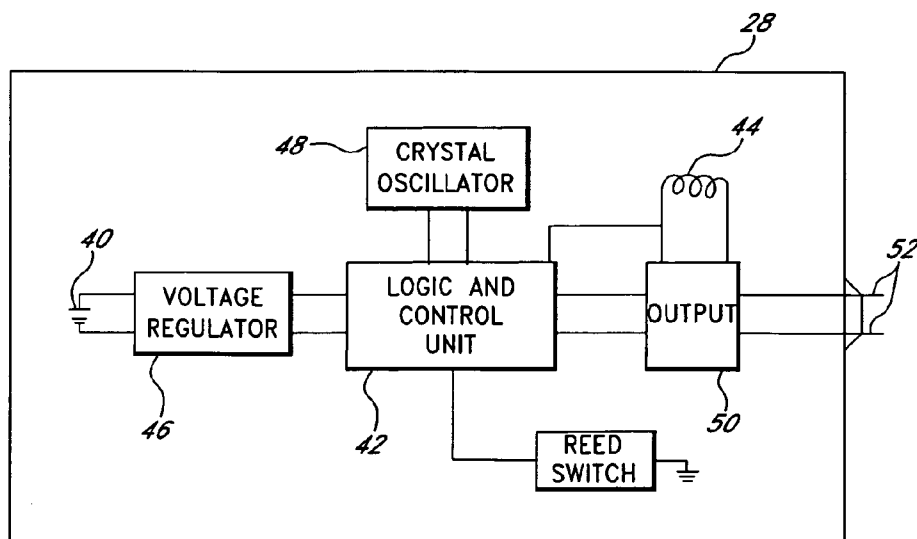 28
48
CRYSTAL
OSCILLATOR
44
40
52
VOLTAGE
REGULATOR
LOGIC AND
CONTROL
UNIT
OUTPUT
46
42
50
REED
SWITCH